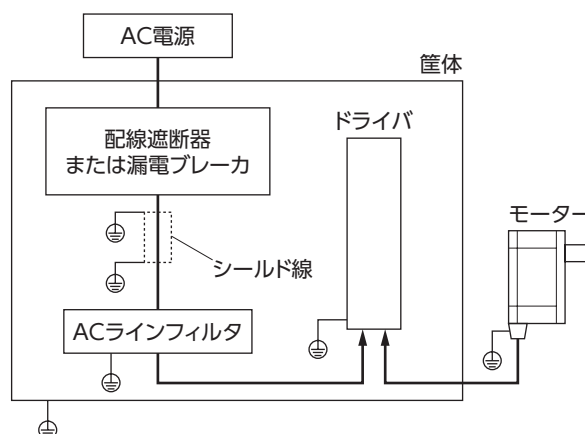 AC電源
筐体
配線遮断器
または漏電ブレーカ
ドライバ
モーター
シールド線
ACラインフィルタ